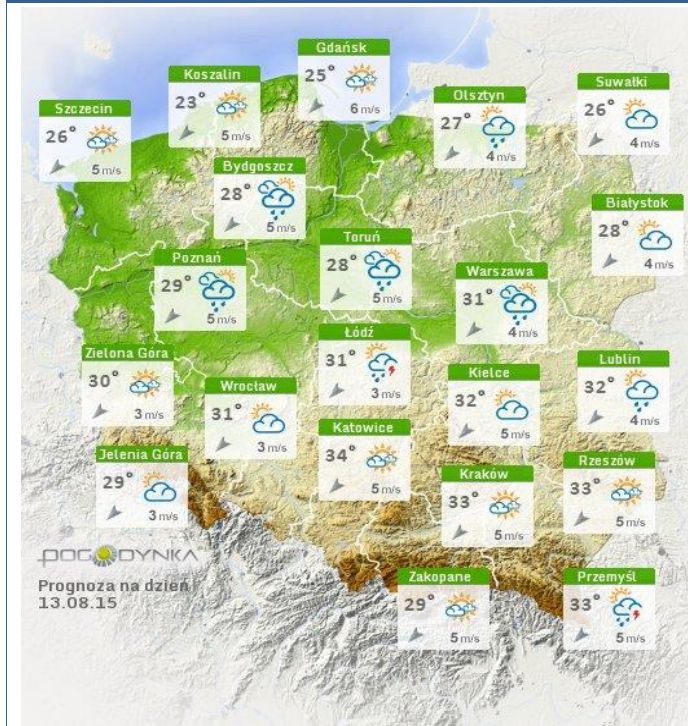 Gdańsk
25°
6 m/s
Koszalin
23°
5 m/s
Suwałki
26°
4 m/s
Olsztyn
27°
4 m/s
Szczecin
26°
5 m/s
Bydgoszcz
28°
5 m/s
Białystok
28°
4 m/s
Toruń
28°
5 m/s
Poznań
29°
5 m/s
Warszawa
31°
4 m/s
Łódź
31°
3 m/s
Zielona Góra
30°
3 m/s
Lublin
32°
4 m/s
Kielce
32°
5 m/s
Wrocław
31°
3 m/s
Katowice
34°
5 m/s
Jelenia Góra
29°
3 m/s
Rzeszów
33°
5 m/s
Kraków
33°
5 m/s
POGODYNKA
Prognoza na dzień
13.08.15
Zakopane
29°
5 m/s
Przemyśl
33°
5 m/s